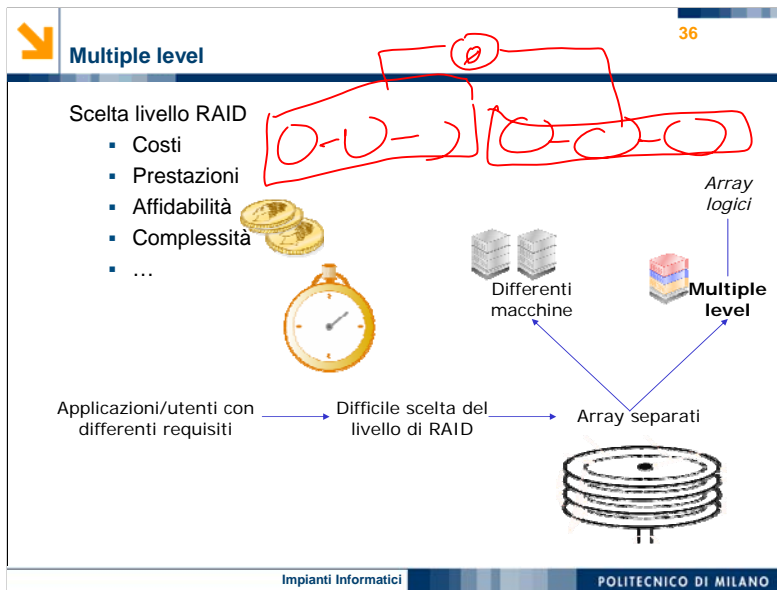 36
Multiple level
Scelta livello RAID
▪ Costi
▪ Prestazioni
▪ Affidabilità
▪ Complessità
▪ …
Array
logici
Differenti
macchine
Multiple
level
Applicazioni/utenti con
differenti requisiti
Difficile scelta del
livello di RAID
Array separati
Impianti Informatici
POLITECNICO DI MILANO